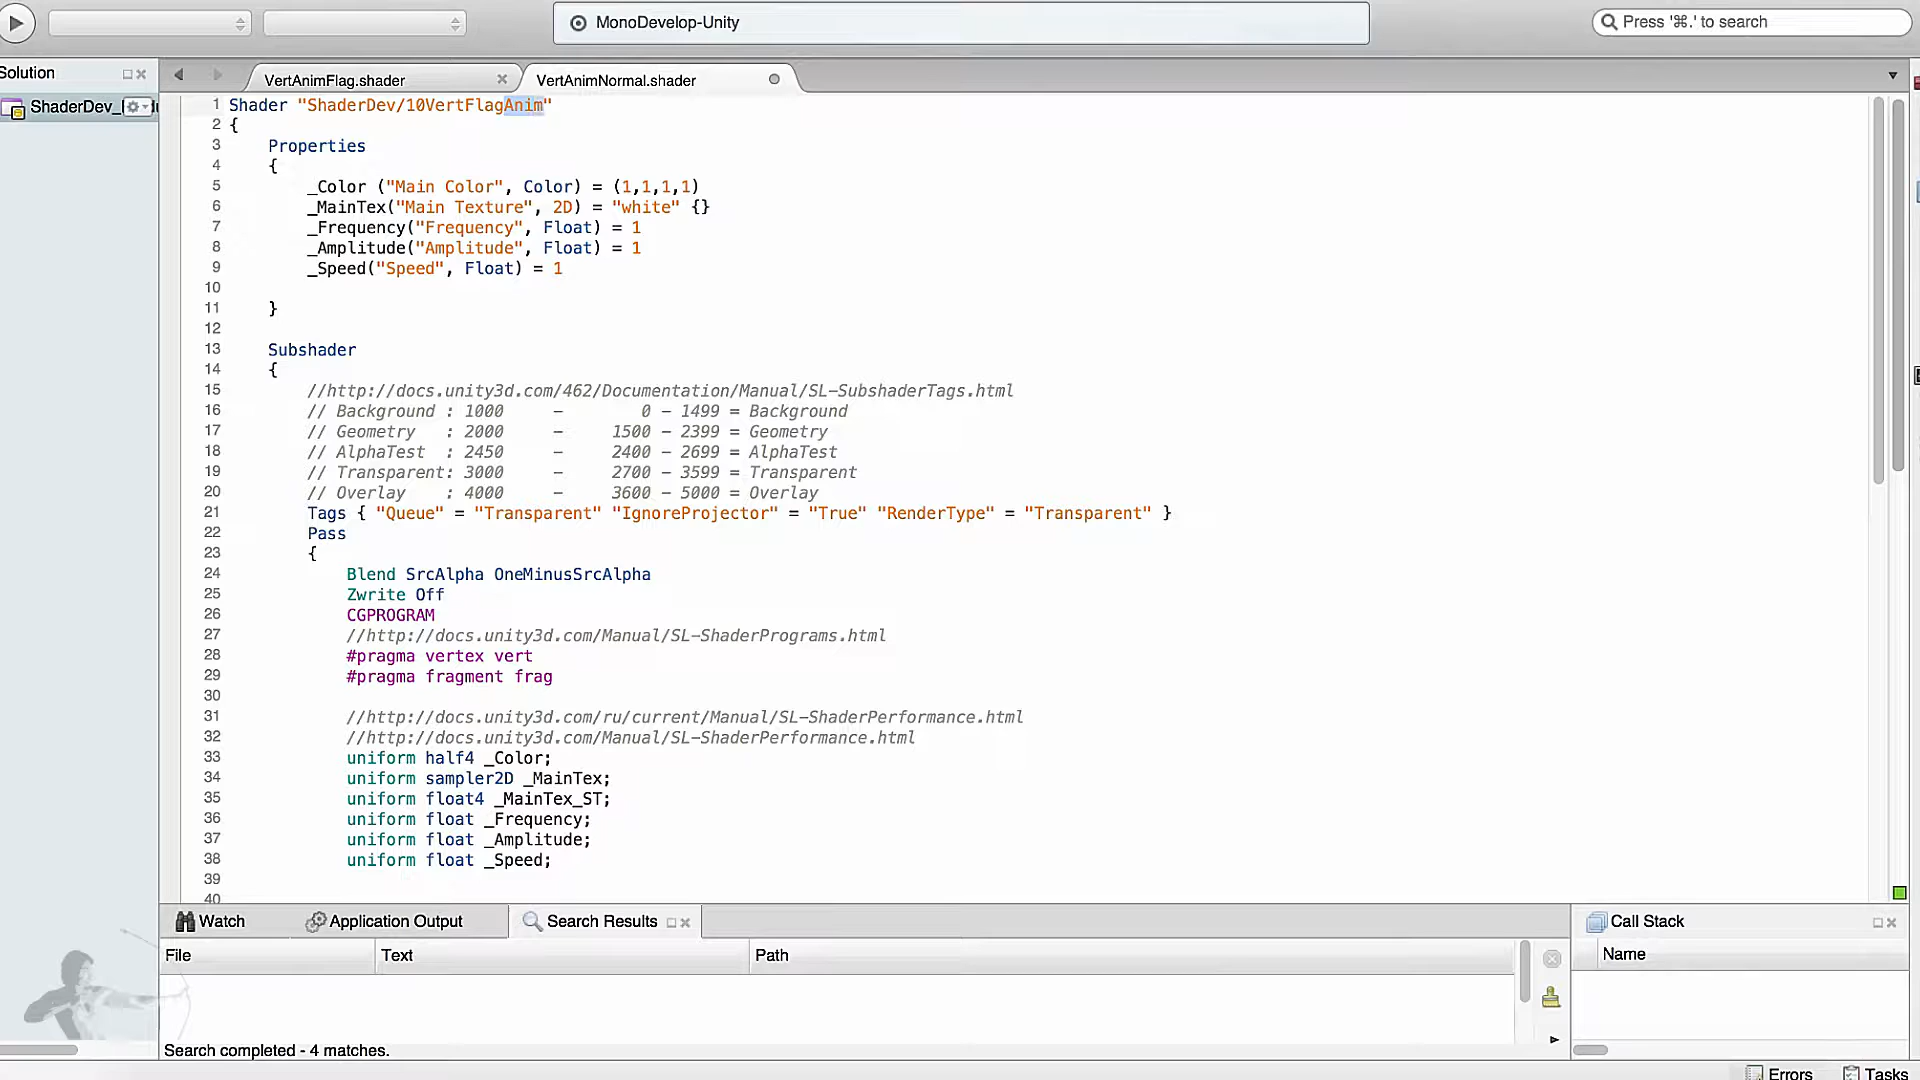 MonoDevelop-Unity
Press '⌘.' to search
Solution
VertAnimFlag.shader
VertAnimNormal.shader
ShaderDev_
1 Shader "ShaderDev/10VertFlagAnim"
2 {
3 Properties
4 {
5 _Color ("Main Color", Color) = (1,1,1,1)
6 _MainTex("Main Texture", 2D) = "white" {}
7 _Frequency("Frequency", Float) = 1
8 _Amplitude("Amplitude", Float) = 1
9 _Speed("Speed", Float) = 1
10
11 }
12
13 Subshader
14 {
15 //http://docs.unity3d.com/462/Documentation/Manual/SL-SubshaderTags.html
16 // Background : 1000 - 0 - 1499 = Background
17 // Geometry : 2000 - 1500 - 2399 = Geometry
18 // AlphaTest : 2450 - 2400 - 2699 = AlphaTest
19 // Transparent: 3000 - 2700 - 3599 = Transparent
20 // Overlay : 4000 - 3600 - 5000 = Overlay
21 Tags { "Queue" = "Transparent" "IgnoreProjector" = "True" "RenderType" = "Transparent" }
22 Pass
23 {
24 Blend SrcAlpha OneMinusSrcAlpha
25 Zwrite Off
26 CGPROGRAM
27 //http://docs.unity3d.com/Manual/SL-ShaderPrograms.html
28 #pragma vertex vert
29 #pragma fragment frag
30
31 //http://docs.unity3d.com/ru/current/Manual/SL-ShaderPerformance.html
32 //http://docs.unity3d.com/Manual/SL-ShaderPerformance.html
33 uniform half4 _Color;
34 uniform sampler2D _MainTex;
35 uniform float4 _MainTex_ST;
36 uniform float _Frequency;
37 uniform float _Amplitude;
38 uniform float _Speed;
39
40
Watch
Application Output
Search Results
Call Stack
File
Text
Path
Name
Search completed - 4 matches.
Errors
Tasks